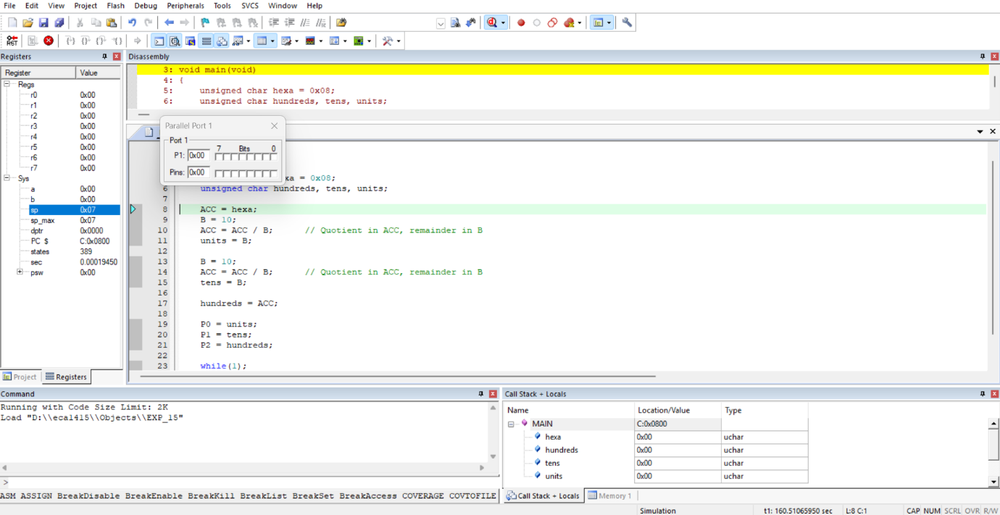 File Edit View Project Flash Debug Peripherals Tools SVCS Window Help
Registers
Register Value
Regs
r0 0x00
r1 0x00
r2 0x00
r3 0x00
r4 0x00
r5 0x00
r6 0x00
r7 0x00
Sys
a 0x00
b 0x00
sp 0x07
sp_max 0x07
dptr 0x0000
PC $ C:0x0800
states 389
sec 0.00019450
psw 0x00
Project Registers
Disassembly
3: void main(void)
4: {
5: unsigned char hexa = 0x08;
6: unsigned char hundreds, tens, units;
Parallel Port 1
Port 1
7 Bits 0
P1: 0x00
Pins: 0x00
xa = 0x08;
6 unsigned char hundreds, tens, units;
7
8 ACC = hexa;
9 B = 10;
10 ACC = ACC / B; // Quotient in ACC, remainder in B
11 units = B;
12
13 B = 10;
14 ACC = ACC / B; // Quotient in ACC, remainder in B
15 tens = B;
16
17 hundreds = ACC;
18
19 P0 = units;
20 P1 = tens;
21 P2 = hundreds;
22
23 while(1);
Command
Running with Code Size Limit: 2K
Load "D:\\eca1415\\Objects\\EXP_15"
>
ASM ASSIGN BreakDisable BreakEnable BreakKill BreakList BreakSet BreakAccess COVERAGE COVTOFILE
Call Stack + Locals
Name Location/Value Type
MAIN C:0x0800
hexa 0x00 uchar
hundreds 0x00 uchar
tens 0x00 uchar
units 0x00 uchar
Call Stack + Locals Memory 1
Simulation t1: 160.51065950 sec L:8 C:1 CAP NUM SCRL OVR R/W